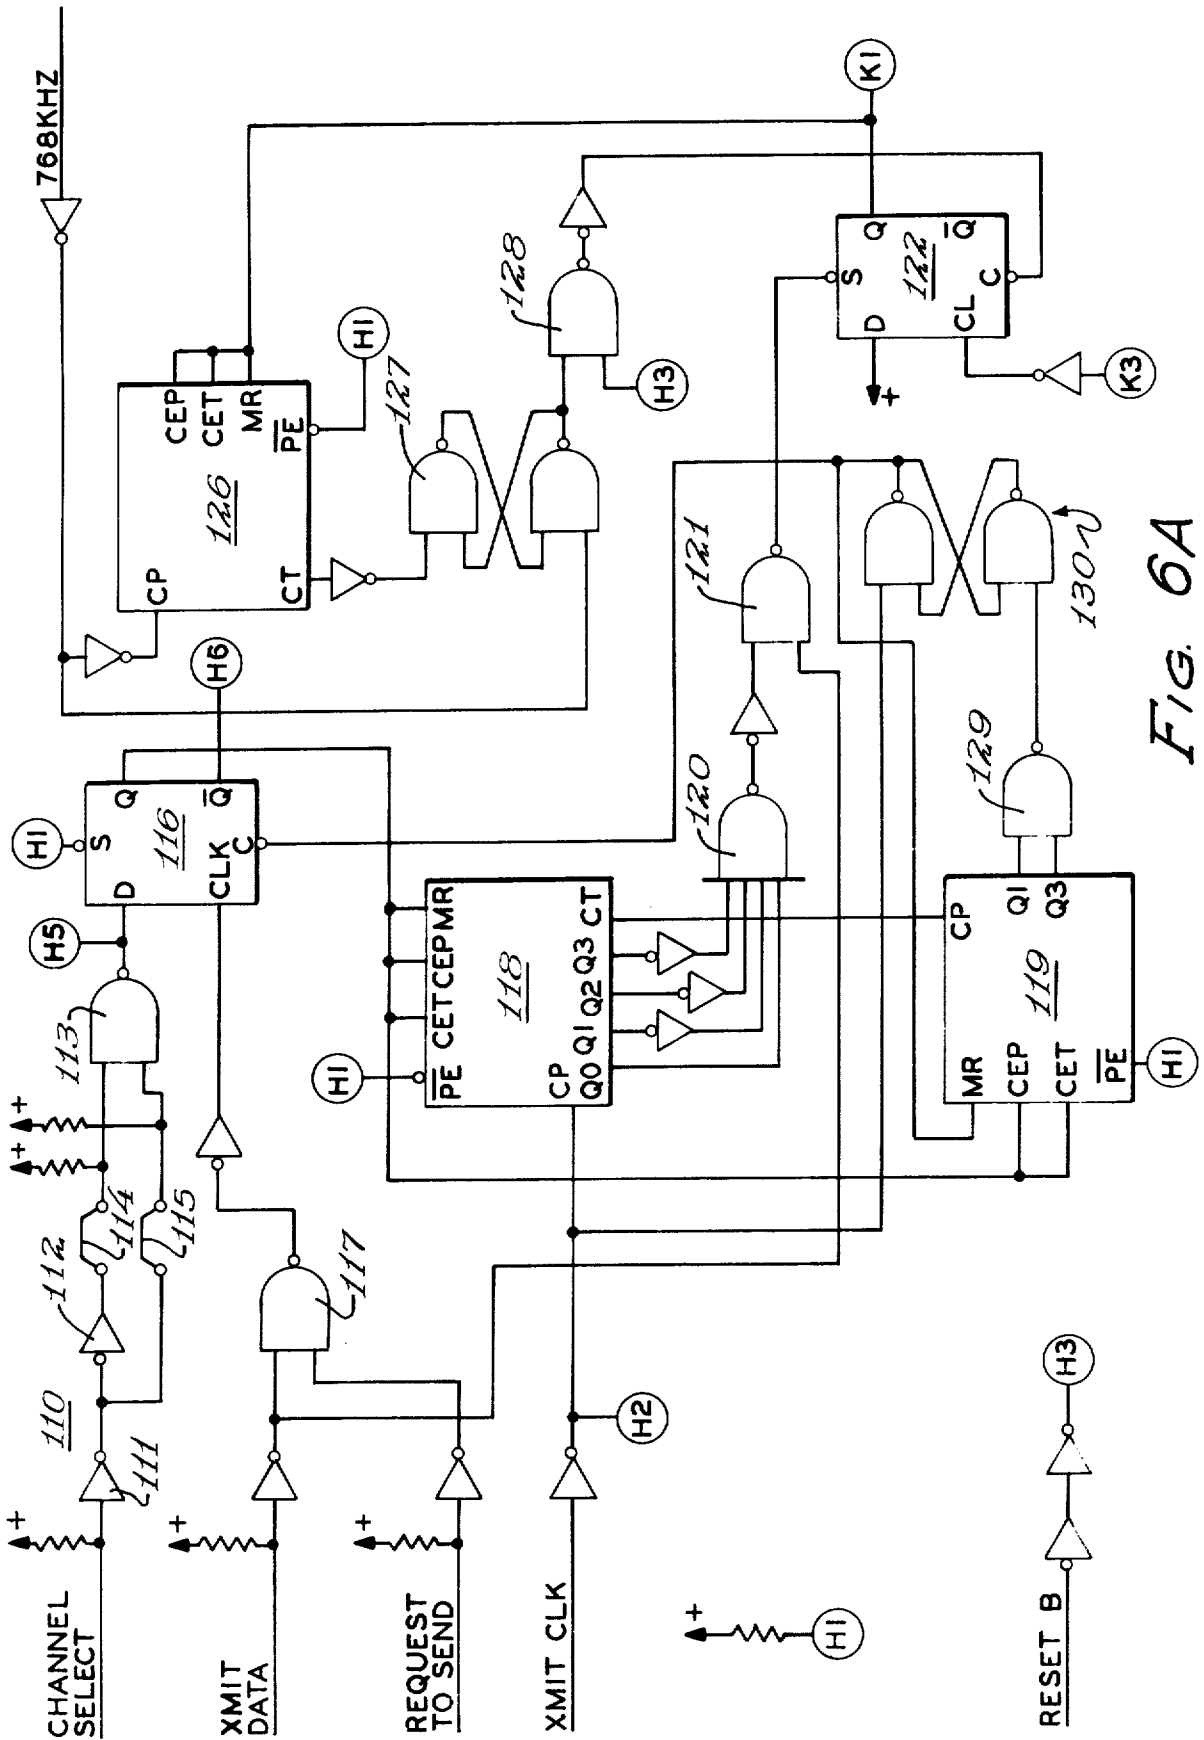 CHANNEL
SELECT
XMIT
DATA
REQUEST
TO SEND
XMIT CLK
RESET B
768KHZ
110
111
112
113
114
115
H5
H1
D
S
Q
116
CLK
Q̅
C
H6
117
H2
H1
P̅E̅
CET
CEP
MR
118
CP
Q0
Q1
Q2
Q3
CT
120
121
CP
CEP
CET
MR
126
CT
P̅E̅
H1
127
128
H3
K1
S
D
Q
122
CL
Q̅
C
K3
MR
CP
CEP
119
Q1
CET
Q3
P̅E̅
H1
129
130
H1
H3
+
+
+
+
+
+
+
FIG. 6A